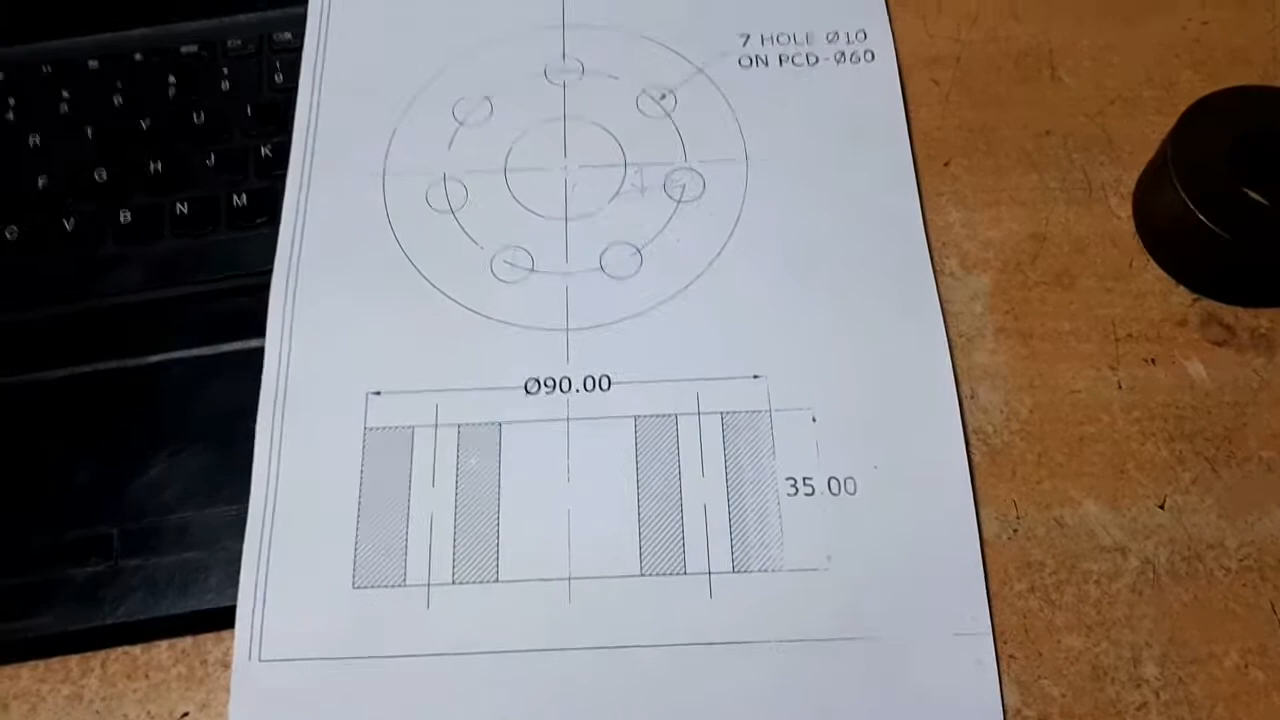 7 HOLE Ø10
ON PCD-Ø60
Ø90.00
35.00
R T Y U I
F G H J K
C V B N M